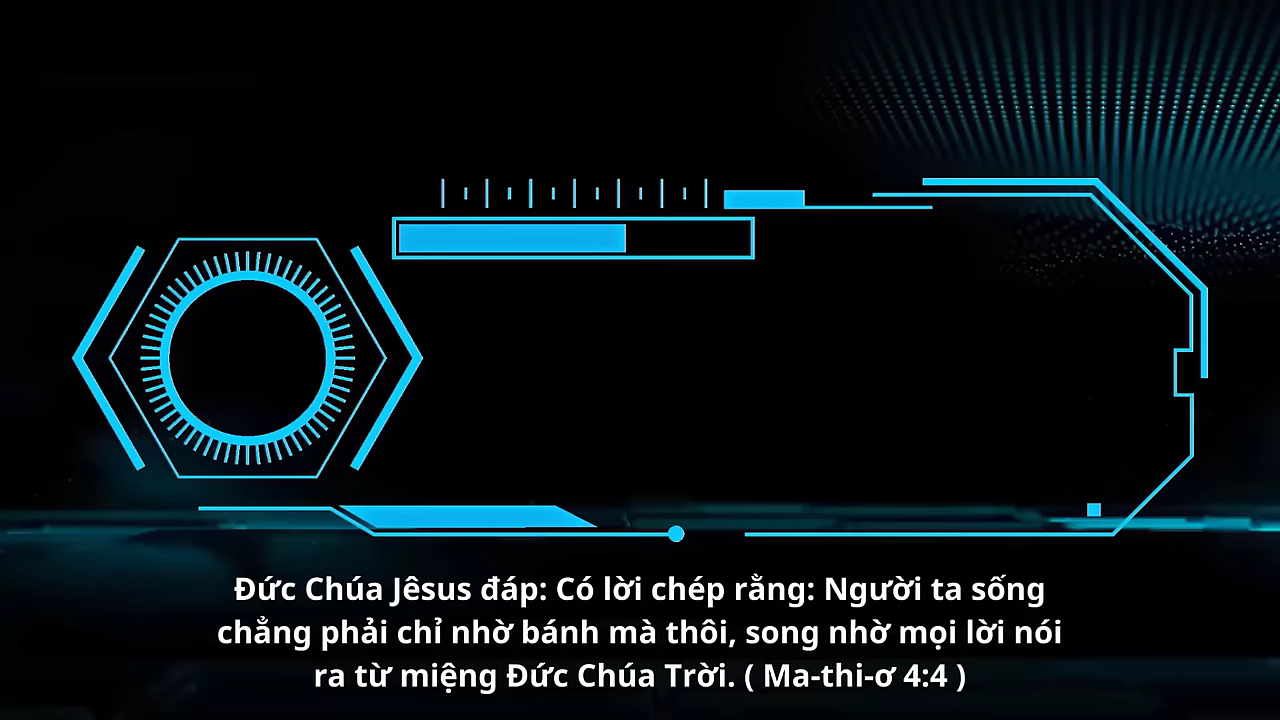 Đức Chúa Jêsus đáp: Có lời chép rằng: Người ta sống
chẳng phải chỉ nhờ bánh mà thôi, song nhờ mọi lời nói
ra từ miệng Đức Chúa Trời. ( Ma-thi-ơ 4:4 )